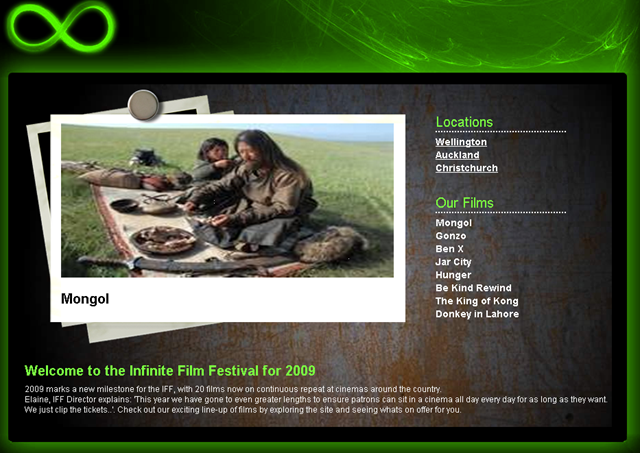 Mongol
Locations
Wellington
Auckland
Christchurch
Our Films
Mongol
Gonzo
Ben X
Jar City
Hunger
Be Kind Rewind
The King of Kong
Donkey in Lahore
Welcome to the Infinite Film Festival for 2009
2009 marks a new milestone for the IFF, with 20 films now on continuous repeat at cinemas around the country.
Elaine, IFF Director explains: 'This year we have gone to even greater lengths to ensure patrons can sit in a cinema all day every day for as long as they want.
We just clip the tickets..'. Check out our exciting line-up of films by exploring the site and seeing whats on offer for you.